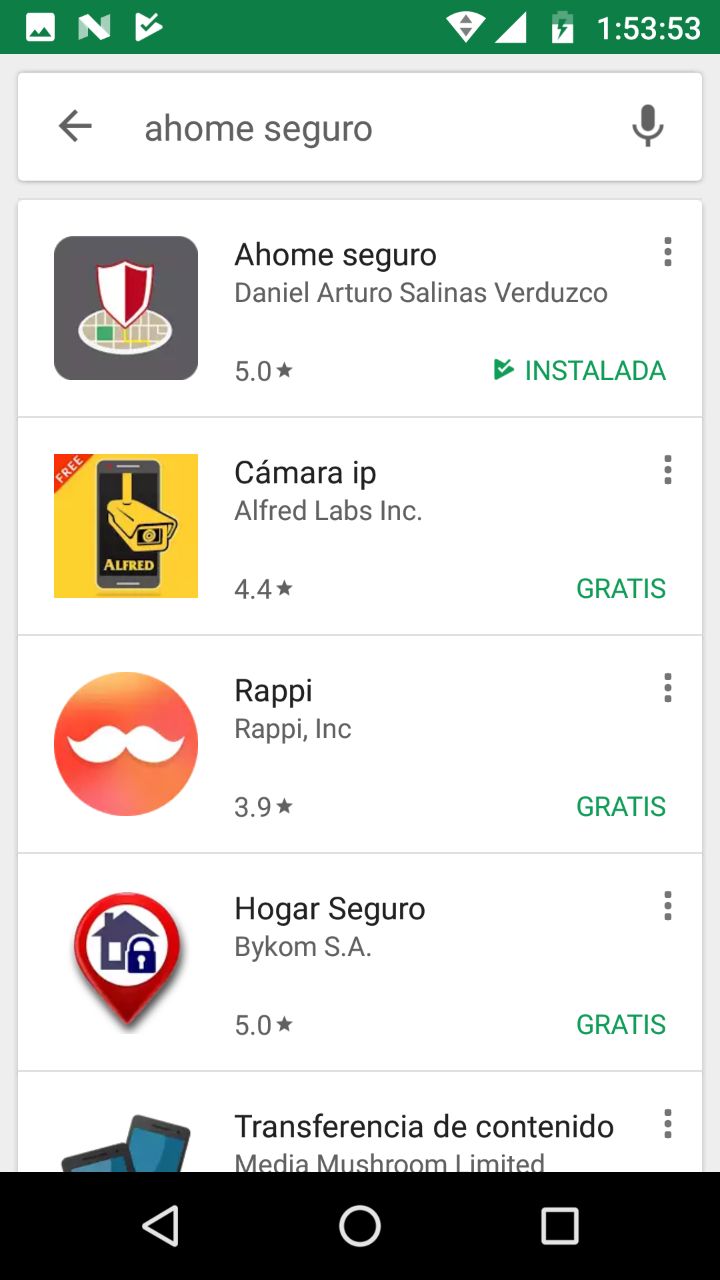 1:53:53
ahome seguro
Ahome seguro
Daniel Arturo Salinas Verduzco
5.0
INSTALADA
FREE
ALFRED
Cámara ip
Alfred Labs Inc.
4.4
GRATIS
Rappi
Rappi, Inc
3.9
GRATIS
Hogar Seguro
Bykom S.A.
5.0
GRATIS
Transferencia de contenido
Media Mushroom Limited